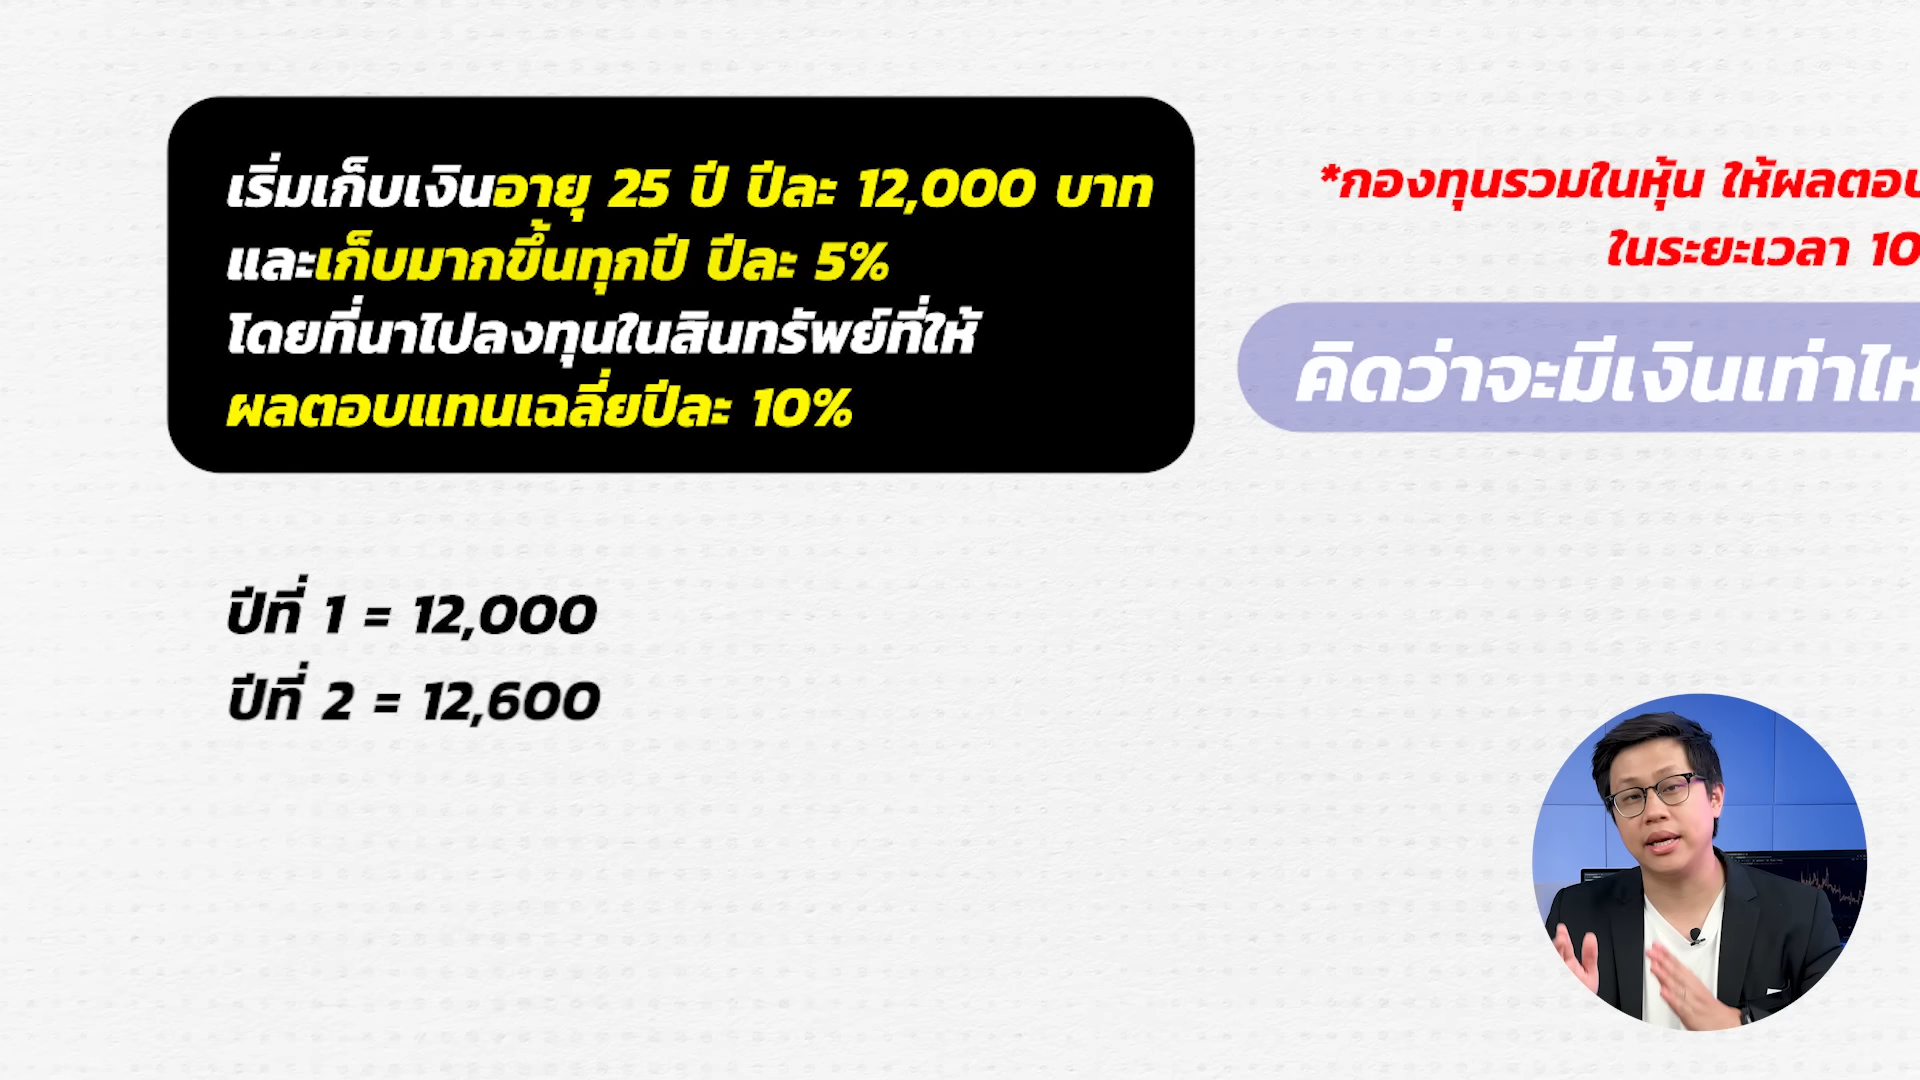 เริ่มเก็บเงินอายุ 25 ปี ปีละ 12,000 บาท
และเก็บมากขึ้นทุกปี ปีละ 5%
โดยที่นาไปลงทุนในสินทรัพย์ที่ให้
ผลตอบแทนเฉลี่ยปีละ 10%
*กองทุนรวมในหุ้น ให้ผลตอบ
ในระยะเวลา 10
คิดว่าจะมีเงินเท่าไห
ปีที่ 1 = 12,000
ปีที่ 2 = 12,600